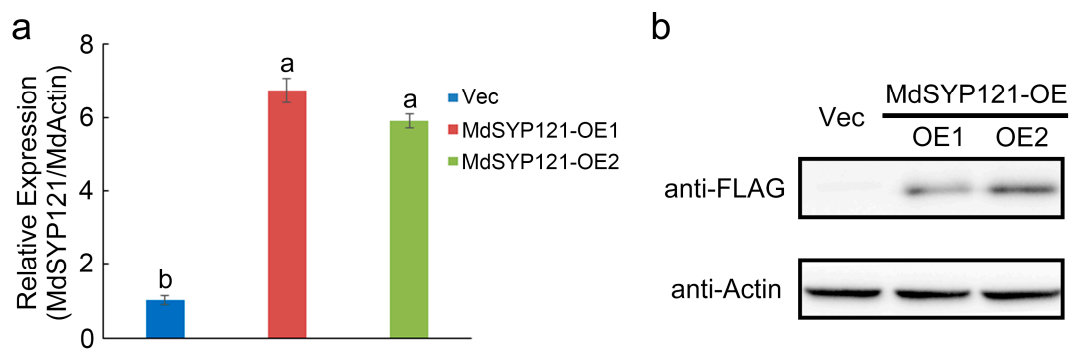 a
Relative Expression
(MdSYP121/MdActin)
8
6
4
2
0
b
a
a
Vec
MdSYP121-OE1
MdSYP121-OE2
b
Vec
MdSYP121-OE
OE1
OE2
anti-FLAG
anti-Actin